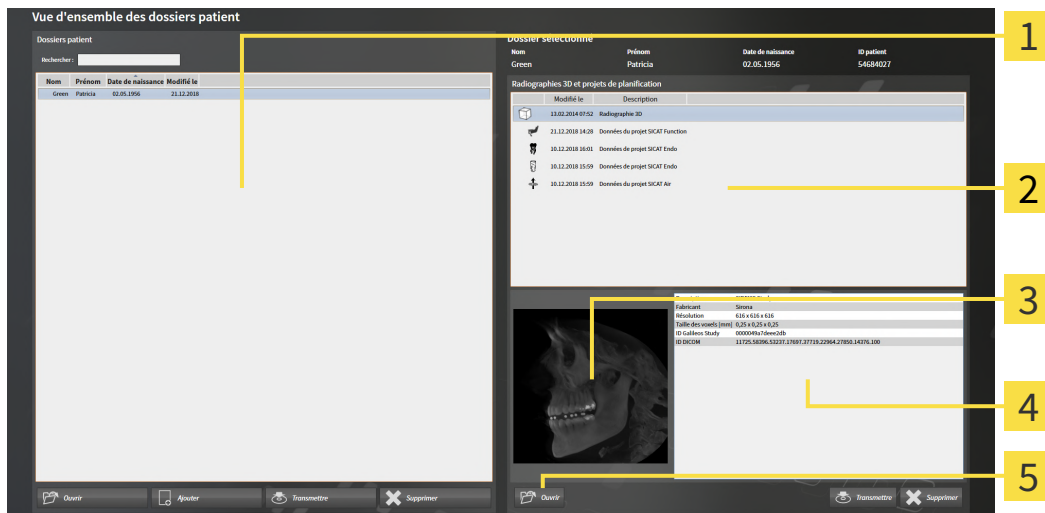 Vue d'ensemble des dossiers patient
Dossiers patient
Rechercher:
Nom Prénom Date de naissance Modifié le
Green Patricia 02.05.1956 21.12.2018
Ouvrir Ajouter Transmettre Supprimer
Dossier sélectionné
Nom Prénom Date de naissance ID patient
Green Patricia 02.05.1956 54684027
Radiographies 3D et projets de planification
Modifié le Description
13.02.2014 07:52 Radiographie 3D
21.12.2018 14:28 Données du projet SICAT Function
10.12.2018 16:01 Données de projet SICAT Endo
10.12.2018 15:59 Données de projet SICAT Endo
10.12.2018 15:59 Données du projet SICAT Air
Fabricant Sirona
Résolution 616 x 616 x 616
Taille des voxels [mm] 0,25 x 0,25 x 0,25
ID Galileos Study 0000049a7deee2db
ID DICOM 11725.58396.53237.17697.37719.22964.27850.14376.100
Ouvrir Transmettre Supprimer
1
2
3
4
5